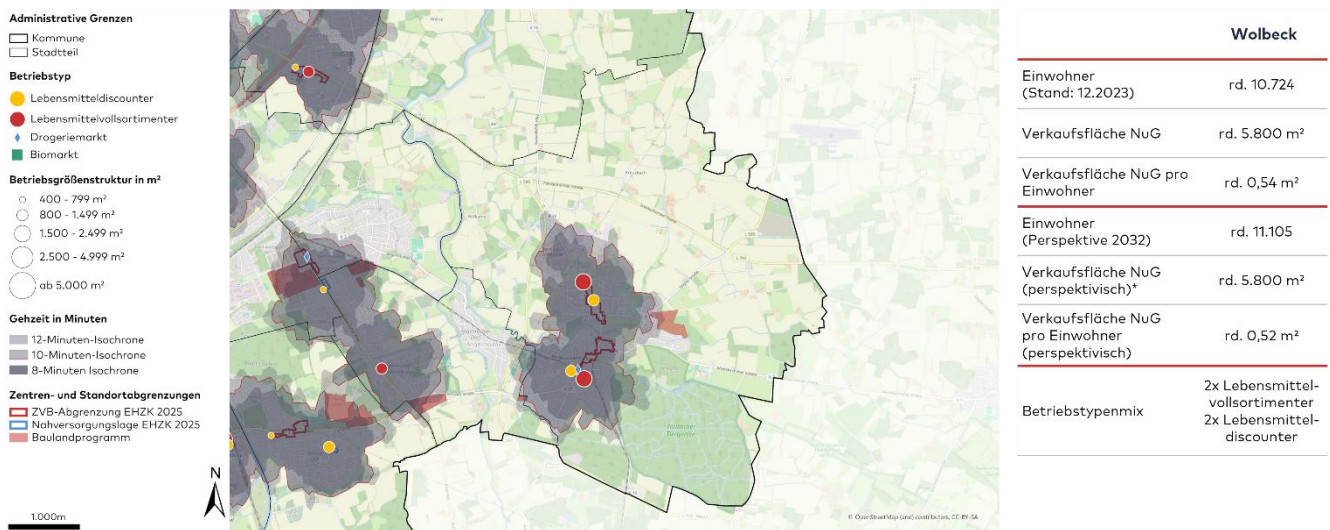 Administrative Grenzen
Kommune
Stadtteil
Betriebstyp
Lebensmitteldiscounter
Lebensmittelvollsortimenter
Drogeriemarkt
Biomarkt
Betriebsgrößenstruktur in m²
400 - 799 m²
800 - 1.499 m²
1.500 - 2.499 m²
2.500 - 4.999 m²
ab 5.000 m²
Gehzeit in Minuten
12-Minuten-Isochrone
10-Minuten-Isochrone
8-Minuten Isochrone
Zentren- und Standortabgrenzungen
ZVB-Abgrenzung EHZK 2025
Nahversorgungslage EHZK 2025
Baulandprogramm
1.000m
N
© OpenStreetMap (and) contributors, CC-BY-SA
Wolbeck
Einwohner
(Stand: 12.2023)
rd. 10.724
Verkaufsfläche NuG
rd. 5.800 m²
Verkaufsfläche NuG pro
Einwohner
rd. 0,54 m²
Einwohner
(Perspektive 2032)
rd. 11.105
Verkaufsfläche NuG
(perspektivisch)*
rd. 5.800 m²
Verkaufsfläche NuG
pro Einwohner
(perspektivisch)
rd. 0,52 m²
Betriebstypenmix
2x Lebensmittel-
vollsortimenter
2x Lebensmittel-
discounter